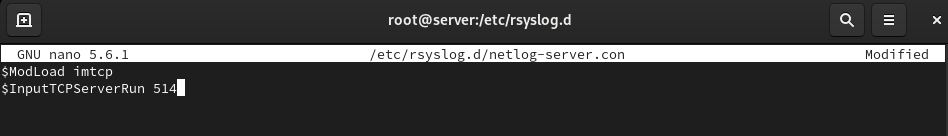 root@server:/etc/rsyslog.d
GNU nano 5.6.1 /etc/rsyslog.d/netlog-server.con Modified
$ModLoad imtcp
$InputTCPServerRun 514